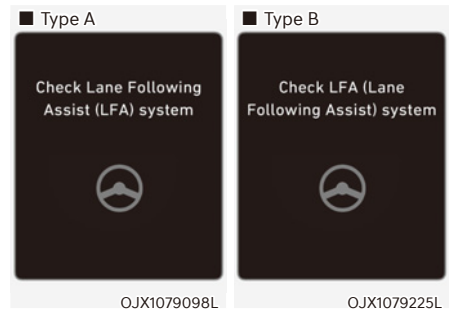 ■ Type A
Check Lane Following
Assist (LFA) system
OJX1079098L
■ Type B
Check LFA (Lane
Following Assist) system
OJX1079225L